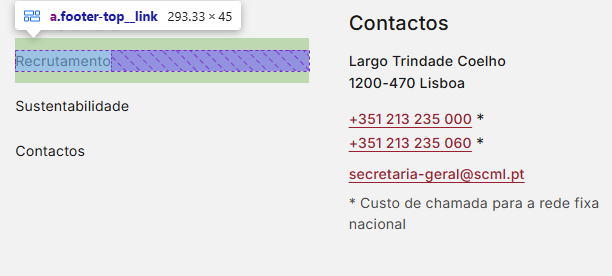 a.footer-top__link 293.33 × 45
Recrutamento
Sustentabilidade
Contactos
Contactos
Largo Trindade Coelho
1200-470 Lisboa
+351 213 235 000 *
+351 213 235 060 *
secretaria-geral@scml.pt
* Custo de chamada para a rede fixa
nacional